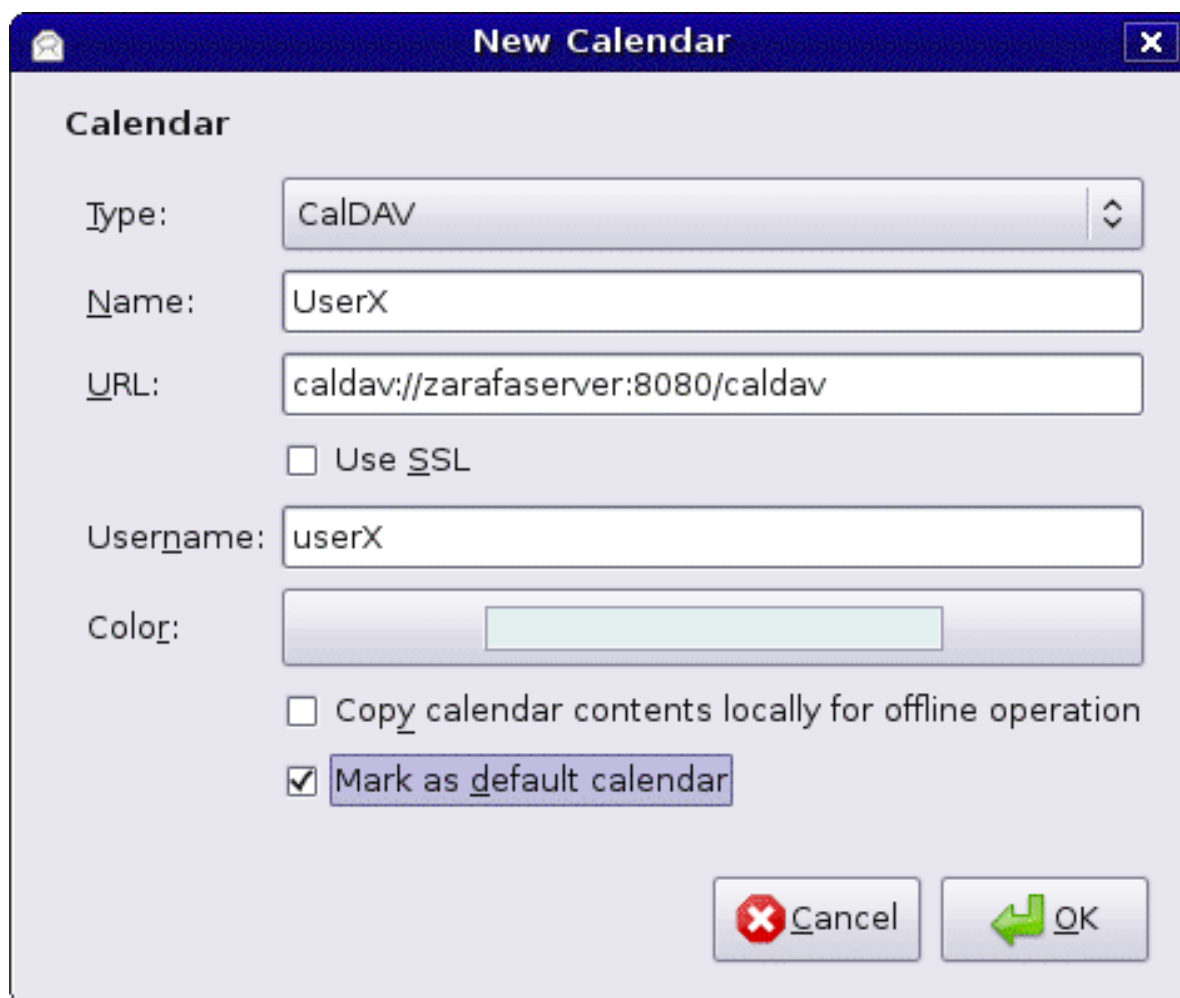 New Calendar
Calendar
Type: CalDAV
Name: UserX
URL: caldav://zarafaserver:8080/caldav
Use SSL
Username: userX
Color:
Copy calendar contents locally for offline operation
Mark as default calendar
Cancel OK